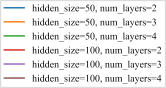 hidden_size=50, num_layers=2
hidden_size=50, num_layers=3
hidden_size=50, num_layers=4
hidden_size=100, num_layers=2
hidden_size=100, num_layers=3
hidden_size=100, num_layers=4